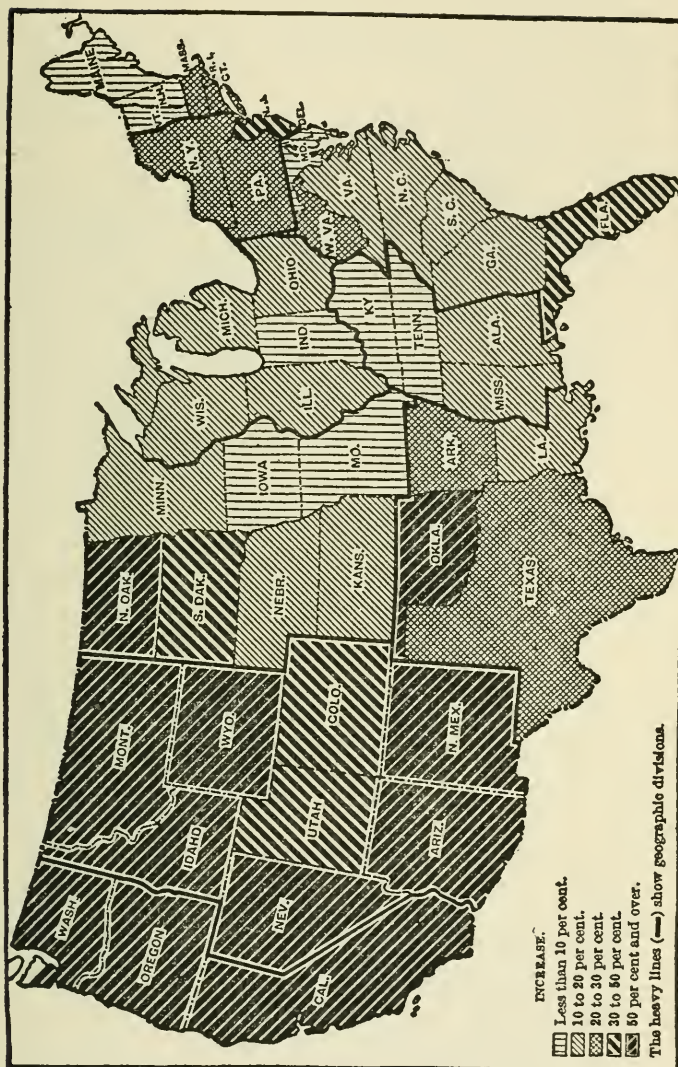 WASH.
OREGON
CAL.
NEV.
IDAHO
MONT.
WYO.
UTAH
COLO.
ARIZ.
N. MEX.
N. DAK.
S. DAK.
NEBR.
KANS.
OKLA.
TEXAS
MINN.
IOWA
MO.
ARK.
LA.
WIS.
ILL.
MICH.
IND.
OHIO
KY
TENN.
MISS.
ALA.
GA.
FLA.
S. C.
N. C.
VA.
W. VA.
MD.
DEL.
PA.
N. Y.
N.J.
CT.
R. I.
MASS.
MAINE
INCREASE.
Less than 10 per cent.
10 to 20 per cent.
20 to 30 per cent.
30 to 50 per cent.
50 per cent and over.
The heavy lines (▬) show geographic divisions.